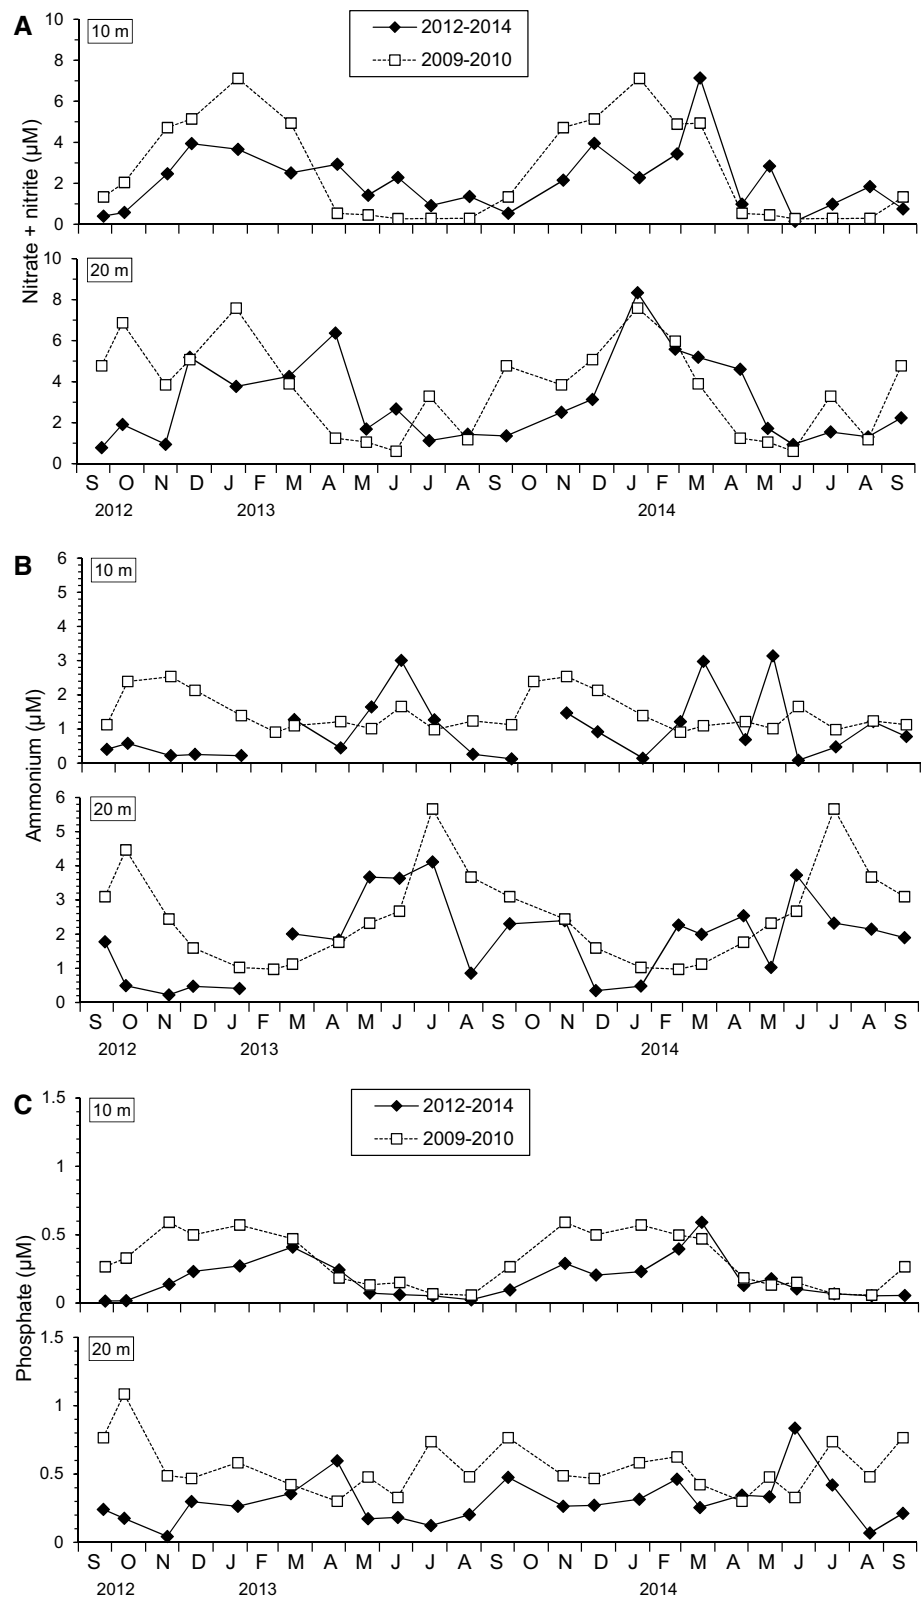 A
10 m
2012-2014
2009-2010
10
8
6
4
2
0
Nitrate + nitrite (µM)
20 m
10
8
6
4
2
0
S O N D J F M A M J J A S O N D J F M A M J J A S
2012 2013 2014
B
10 m
6
5
4
3
2
1
0
Ammonium (µM)
20 m
6
5
4
3
2
1
0
S O N D J F M A M J J A S O N D J F M A M J J A S
2012 2013 2014
C
10 m
2012-2014
2009-2010
1.5
1
0.5
0
Phosphate (µM)
20 m
1.5
1
0.5
0
S O N D J F M A M J J A S O N D J F M A M J J A S
2012 2013 2014